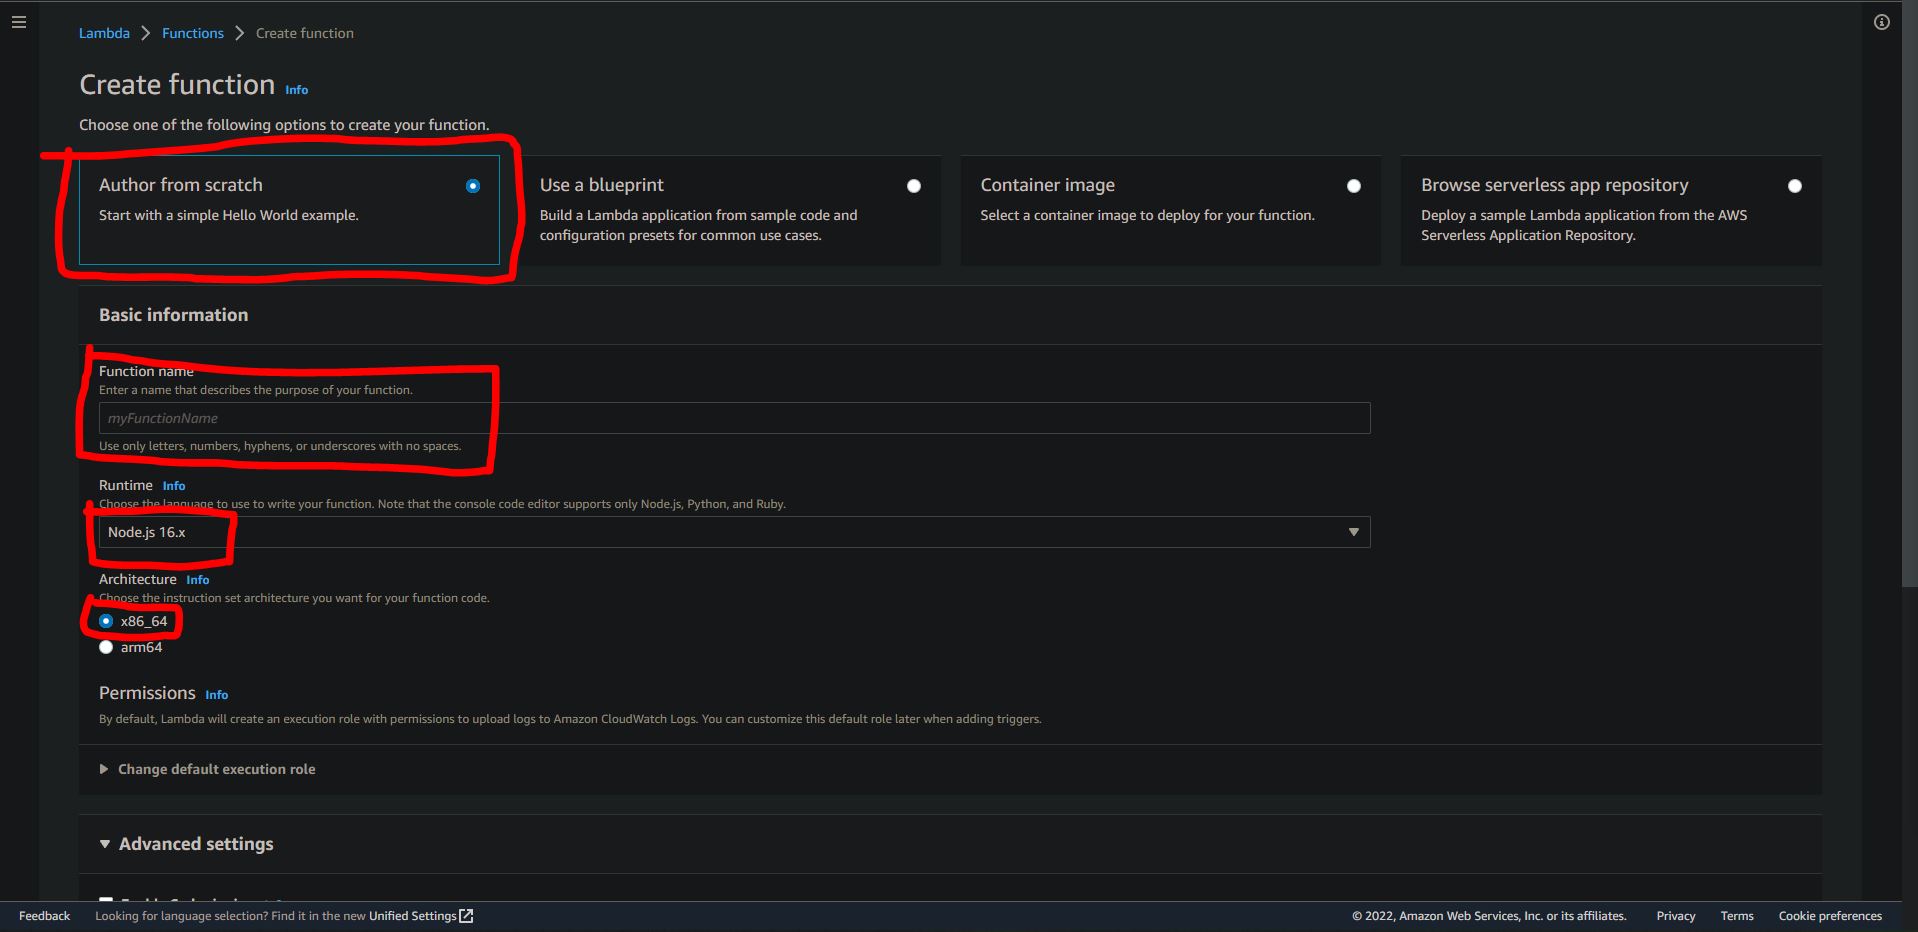 Lambda > Functions > Create function
Create function Info
Choose one of the following options to create your function.
Author from scratch
Start with a simple Hello World example.
Use a blueprint
Build a Lambda application from sample code and
configuration presets for common use cases.
Container image
Select a container image to deploy for your function.
Browse serverless app repository
Deploy a sample Lambda application from the AWS
Serverless Application Repository.
Basic information
Function name
Enter a name that describes the purpose of your function.
myFunctionName
Use only letters, numbers, hyphens, or underscores with no spaces.
Runtime Info
Choose the language to use to write your function. Note that the console code editor supports only Node.js, Python, and Ruby.
Node.js 16.x
Architecture Info
Choose the instruction set architecture you want for your function code.
x86_64
arm64
Permissions Info
By default, Lambda will create an execution role with permissions to upload logs to Amazon CloudWatch Logs. You can customize this default role later when adding triggers.
Change default execution role
Advanced settings
Feedback Looking for language selection? Find it in the new Unified Settings © 2022, Amazon Web Services, Inc. or its affiliates. Privacy Terms Cookie preferences